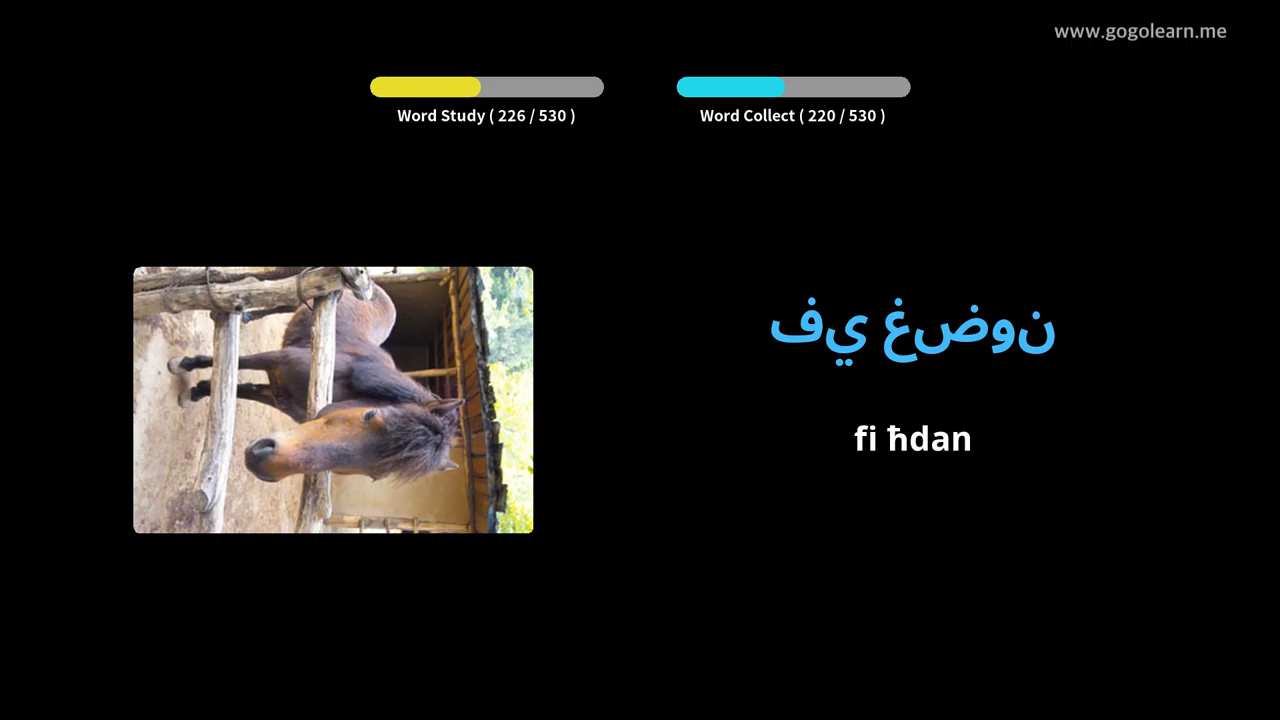 www.gogolearn.me
Word Study ( 226 / 530 )
Word Collect ( 220 / 530 )
في غضون
fi ħdan